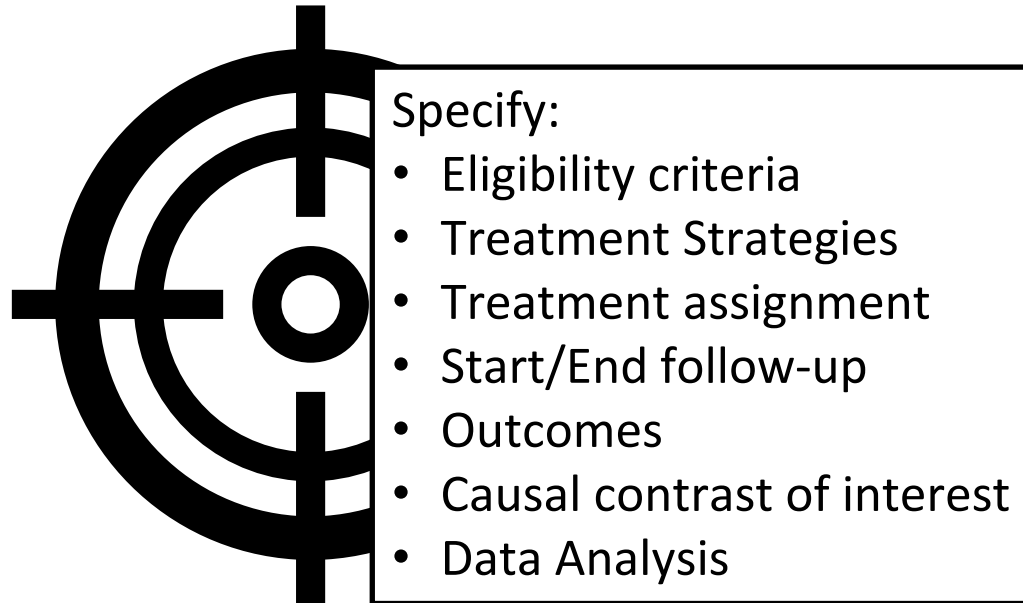 Specify:
• Eligibility criteria
• Treatment Strategies
• Treatment assignment
• Start/End follow-up
• Outcomes
• Causal contrast of interest
• Data Analysis